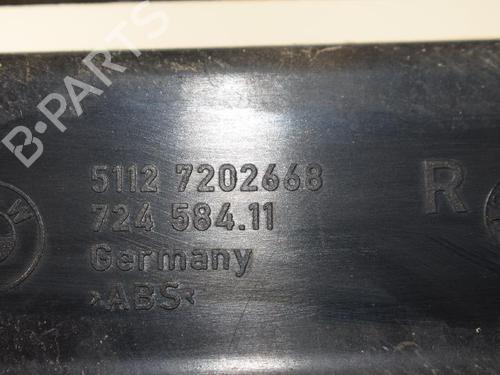 B-PARTS
5112 7202668 R
724 584.11
Germany
>ABS<